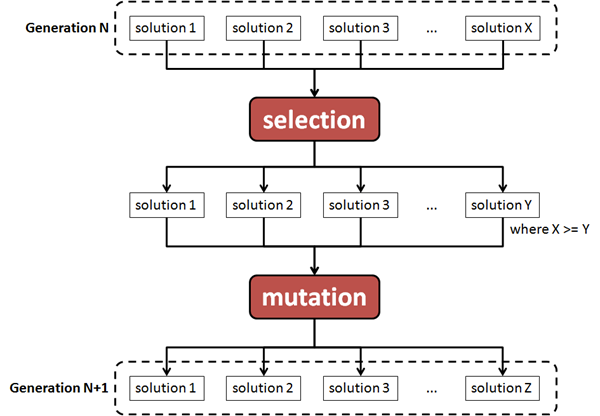 Generation N
solution 1
solution 2
solution 3
...
solution X
selection
solution 1
solution 2
solution 3
...
solution Y
where X >= Y
mutation
Generation N+1
solution 1
solution 2
solution 3
...
solution Z